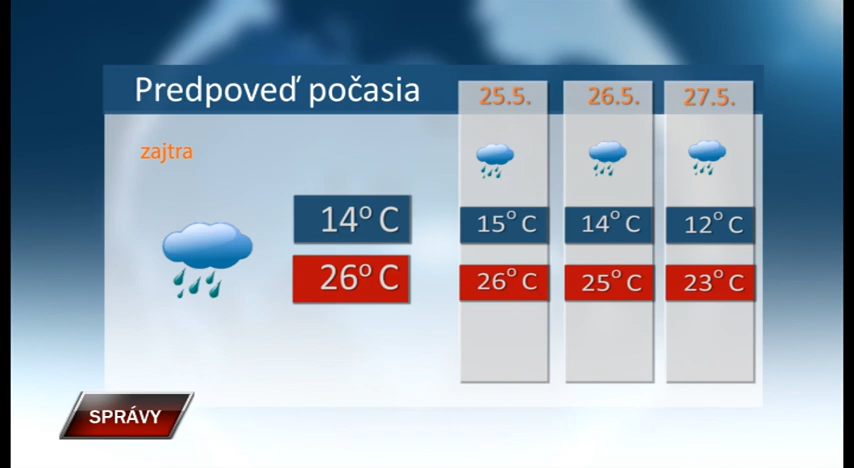 Predpoveď počasia
zajtra
14° C
26° C
25.5. 26.5. 27.5.
15° C 14° C 12° C
26° C 25° C 23° C
SPRÁVY